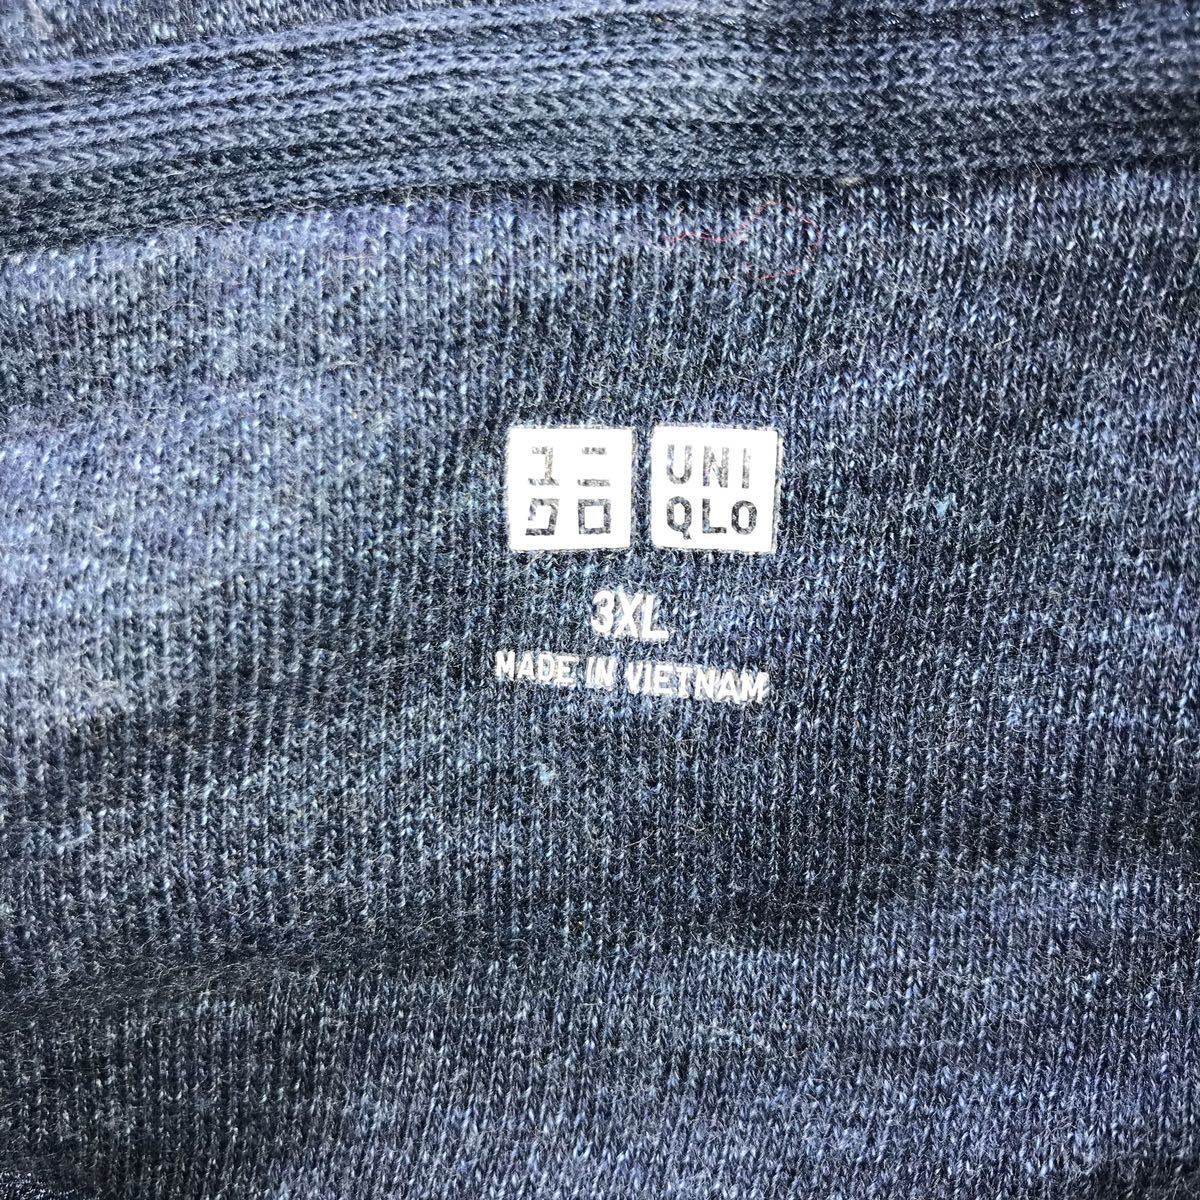 ユニ
クロ
UNI
QLO
3XL
MADE IN VIETNAM